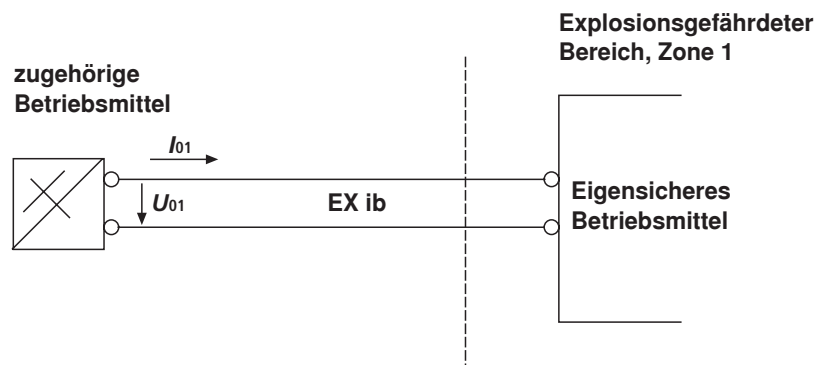 Explosionsgefährdeter
Bereich, Zone 1
zugehörige
Betriebsmittel
I01
U01
EX ib
Eigensicheres
Betriebsmittel